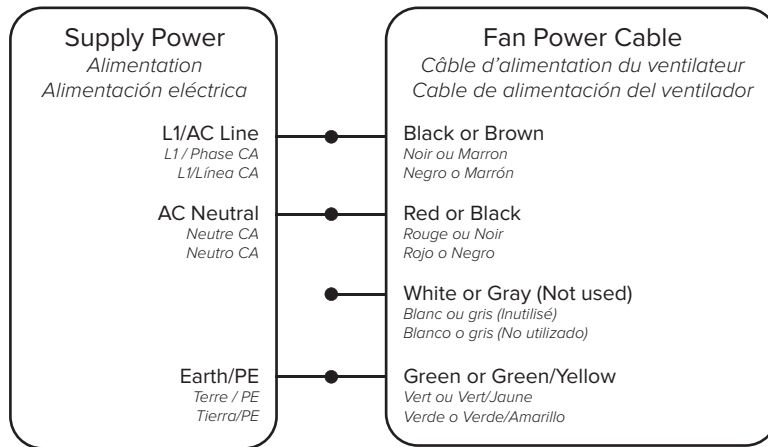 Supply Power
Alimentation
Alimentación eléctrica
L1/AC Line
L1 / Phase CA
L1/Línea CA
AC Neutral
Neutre CA
Neutro CA
Earth/PE
Terre / PE
Tierra/PE
Fan Power Cable
Câble d’alimentation du ventilateur
Cable de alimentación del ventilador
Black or Brown
Noir ou Marron
Negro o Marrón
Red or Black
Rouge ou Noir
Rojo o Negro
White or Gray (Not used)
Blanc ou gris (Inutilisé)
Blanco o gris (No utilizado)
Green or Green/Yellow
Vert ou Vert/Jaune
Verde o Verde/Amarillo